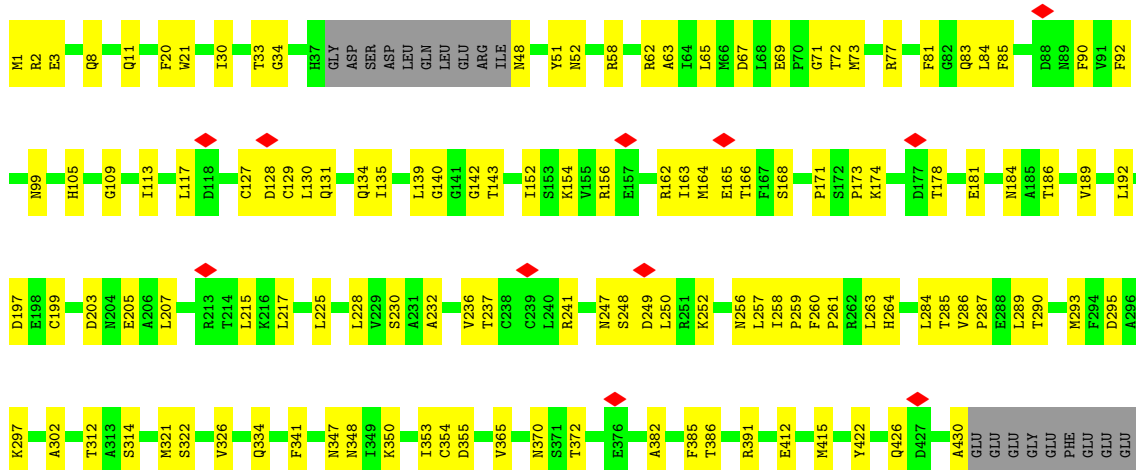 M1 R2 E3 Q8 Q11 F20 W21 I30 T33 G34 H37 GLY ASP SER ASP LEU GLN LEU GLU ARG ILE N48 Y51 N52 R58 R62 A63 I64 L65 M66 D67 L68 E69 P70 G71 T72 M73 R77 F81 G82 Q83 L84 F85 D88 N89 F90 V91 F92
N99 H105 G109 I113 L117 D118 C127 D128 C129 L130 Q131 Q134 I135 L139 G140 G141 G142 T143 I152 S153 K154 V155 R156 E157 R162 I163 M164 E165 T166 F167 S168 P171 S172 P173 K174 D177 T178 E181 N184 A185 T186 V189 L192
D197 E198 C199 D203 N204 E205 A206 L207 R213 T214 L215 K216 L217 L225 L228 V229 S230 A231 A232 V236 T237 C238 C239 L240 R241 N247 S248 D249 L250 R251 K252 N256 L257 I258 P259 F260 P261 R262 L263 H264 L284 T285 V286 P287 E288 L289 T290 M293 F294 D295 A296
K297 A302 T312 A313 S314 M321 S322 V326 Q334 F341 N347 N348 I349 K350 I353 C354 D355 V365 N370 S371 T372 E376 A382 F385 T386 R391 E412 M415 Y422 Q426 D427 A430 GLU GLU GLU GLY GLU PHE GLU GLU GLU